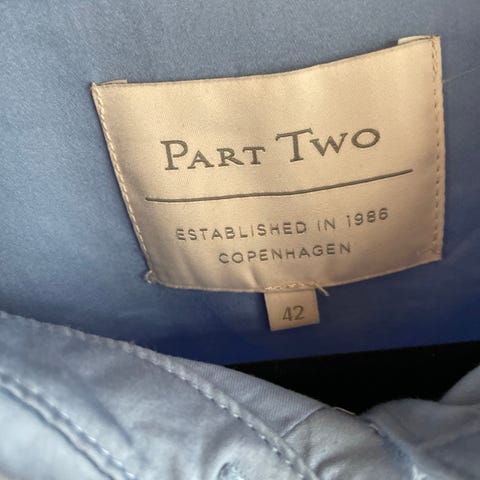 PART TWO
ESTABLISHED IN 1986
COPENHAGEN
42